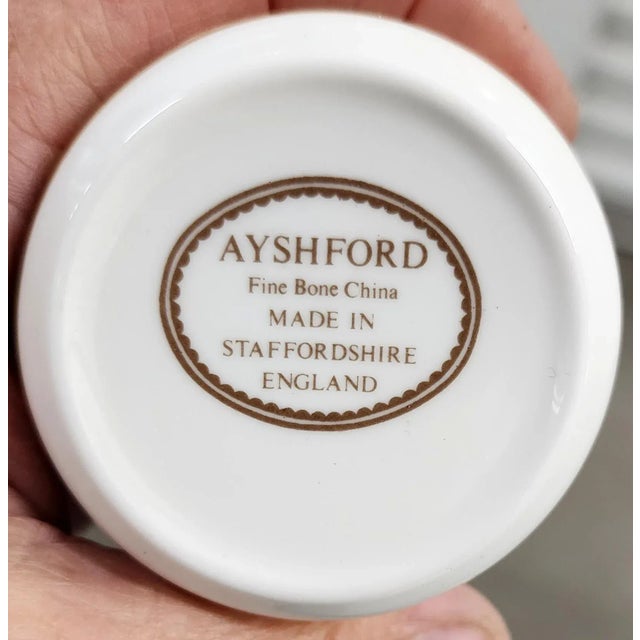 AYSHFORD
Fine Bone China
MADE IN
STAFFORDSHIRE
ENGLAND